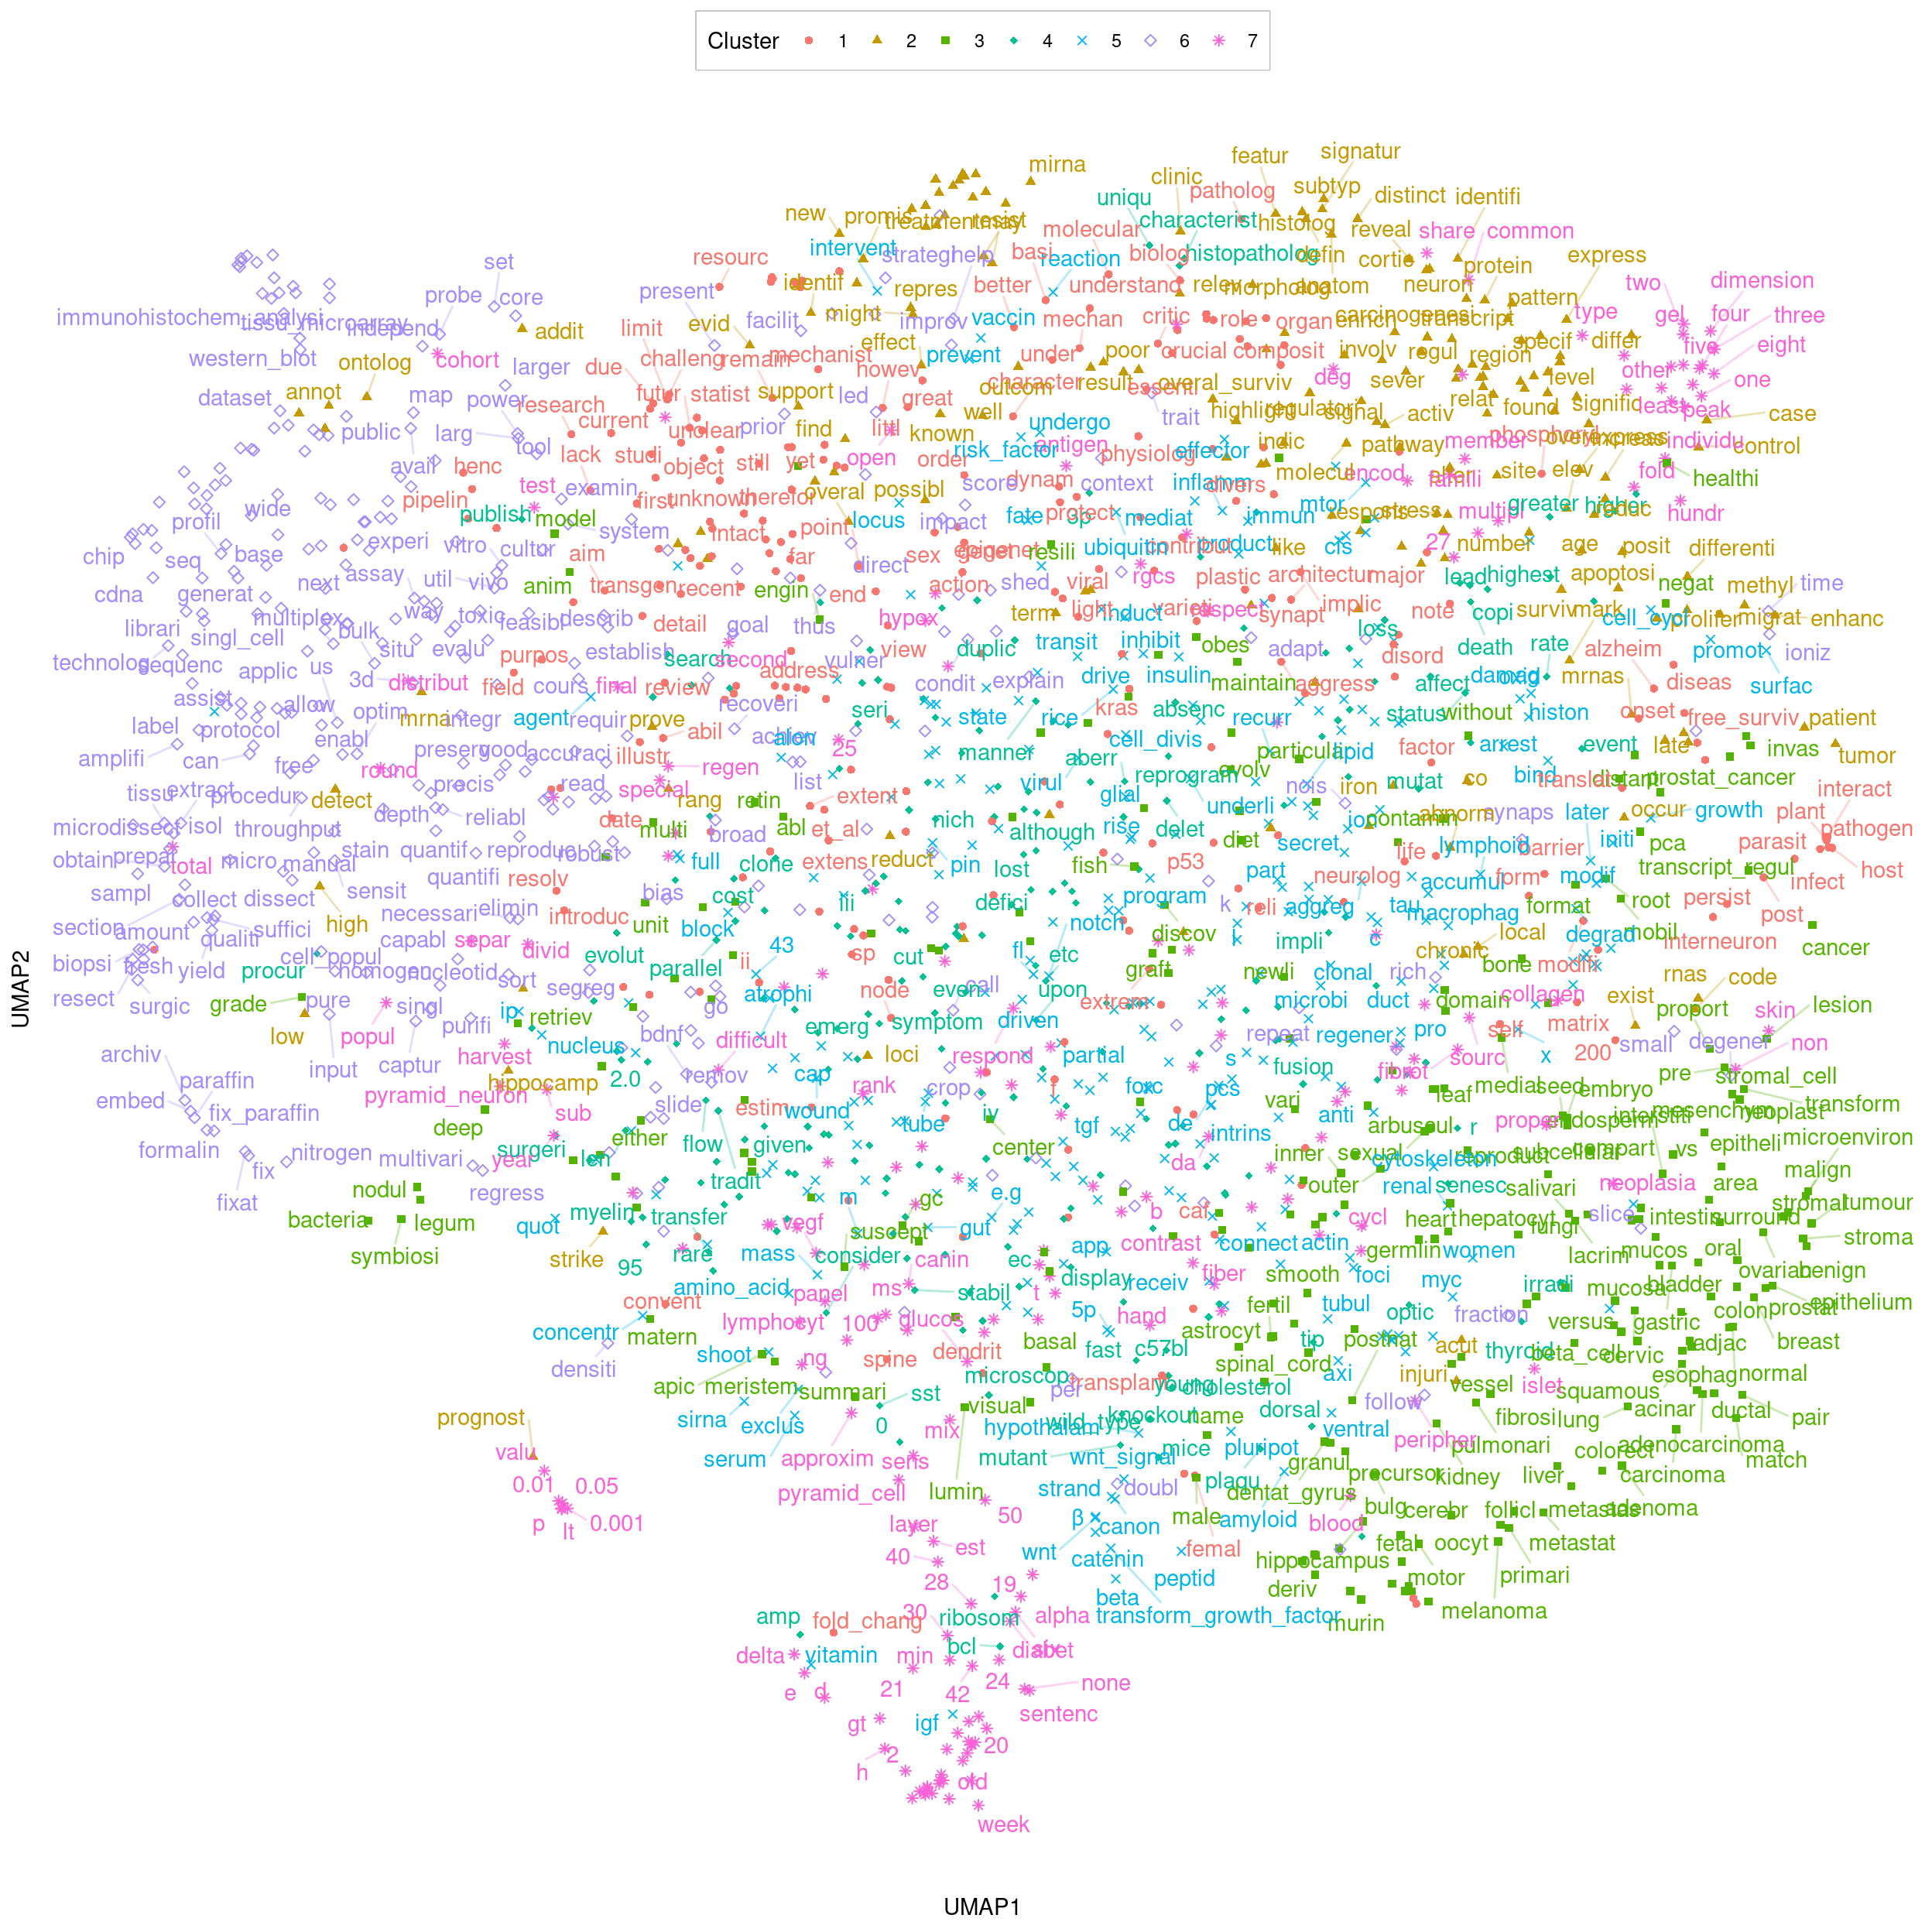 Cluster 1 2 3 4 5 6 7
mirna
clinic
featur
signatur
uniqu
patholog
subtyp
distinct
identifi
new
promis
treatment
may
resist
characterist
histolog
reveal
share
common
molecular
intervent
strategi
help
basi
reaction
biolog
histopatholog
defin
cortic
protein
express
set
resourc
identif
present
repres
better
understand
relev
morpholog
anatom
neuron
two
dimension
probe
core
pattern
type
gel
four
three
immunohistochem_analysi
tissu_microarray
independ
addit
limit
evid
facilit
might
improv
vaccin
mechan
critic
role
organ
enrich
carcinogenesi
transcript
western_blot
ontolog
cohort
larger
due
challeng
remain
mechanist
effect
prevent
under
poor
crucial
composit
involv
regul
region
specif
differ
five
eight
dataset
annot
map
power
research
futur
statist
support
howev
led
great
character
outcom
result
overal_surviv
essenti
deg
sever
level
other
one
public
larg
tool
current
unclear
prior
find
littl
known
well
undergo
trait
highlight
regulatori
signal
activ
relat
found
signific
least
peak
case
avail
benc
lack
studi
object
still
yet
open
order
risk_factor
antigen
physiolog
effector
indic
pathway
member
phosphoryl
overexpress
increas
individu
control
pipelin
test
examin
first
unknown
therefor
overal
possibl
score
dynam
context
inflamm
divers
molecul
encod
alter
famili
site
elev
fold
healthi
profil
wide
publish
model
system
intact
point
locus
impact
fate
protect
3p
mediat
immun
mtor
respons
stress
multipl
greater
higher
reduc
hundr
chip
seq
base
experi
vitro
cultur
aim
far
direct
sex
epigenet
resili
ubiquitin
contribut
product
like
cis
27
number
age
posit
differenti
cdna
generat
next
assay
util
vivo
anim
transgen
recent
engin
end
action
shed
viral
rgcs
plastic
architectur
major
lead
highest
apoptosi
negat
methyl
time
librari
singl_cell
multiplex
bulk
way
toxic
feasibl
describ
detail
goal
thus
hypox
view
term
light
induct
varieti
respect
synapt
implic
note
copi
surviv
mark
cell_cycl
prolifer
migrat
enhanc
technolog
sequenc
applic
us
situ
evalu
purpos
establish
search
second
address
vulner
duplic
transit
inhibit
obes
adapt
loss
disord
death
rate
alzheim
promot
ioniz
assist
allow
3d
distribut
field
cours
final
review
condit
explain
drive
insulin
maintain
aggress
affect
damag
oxid
mrnas
diseas
surfac
label
protocol
optim
mrna
integr
agent
requir
prove
abil
recoveri
seri
state
rice
kras
absenc
recurr
status
without
histon
onset
free_surviv
patient
amplifi
can
enabl
preserv
good
accuraci
illustr
achiev
alon
25
manner
aberr
cell_divis
particular
lipid
factor
arrest
event
late
invas
tumor
tissu
extract
free
round
precis
read
regen
list
virul
reprogram
evolv
nois
iron
mutat
co
bind
translat
distant
prostat_cancer
interact
procedur
detect
depth
reliabl
special
rang
retin
extent
nich
glial
underli
contamin
abnorm
synaps
later
occur
growth
plant
microdissect
isol
throughput
date
multi
broad
abl
et_al
although
rise
delet
diet
ion
initi
pca
parasit
pathogen
obtain
prepar
total
micro
manual
stain
quantif
reproduc
robust
full
clone
extens
reduct
pin
lost
fish
p53
secret
life
lymphoid
barrier
transcript_regul
host
sampl
collect
dissect
sensit
quantifi
resolv
bias
cost
iii
defici
program
part
neurolog
accumul
form
modif
infect
section
amount
qualiti
suffici
high
necessari
elimin
introduc
unit
block
notch
k
reli
aggreg
tau
macrophag
format
root
persist
post
biopsi
fresh
yield
procur
cell_popul
homogen
capabl
separ
nucleotid
divid
evolut
parallel
ii
43
sp
cut
fl
etc
discov
i
impli
c
chronic
local
degrad
mobil
interneuron
cancer
resect
surgic
grade
pure
singl
sort
segreg
atrophi
node
even
call
upon
graft
newli
clonal
rich
bone
modifi
rnas
code
low
popul
purifi
ip
retriev
bdnf
go
emerg
symptom
driven
extrem
microbi
duct
domain
collagen
exist
proport
skin
lesion
archiv
input
captur
harvest
nucleus
difficult
respond
partial
repeat
regener
pro
self
matrix
200
small
degener
non
paraffin
embed
pyramid_neuron
hippocamp
2.0
remov
cap
rank
crop
s
fusion
fibrot
sourc
x
pre
stromal_cell
fix_paraffin
sub
slide
estim
wound
iv
foxc
pcs
vari
anti
leaf
medial
seed
embryo
transform
formalin
nitrogen
deep
surgeri
either
flow
given
tube
center
tgf
de
intrins
arbuscul
r
proper
endosperm
interstiti
mesenchym
neoplast
fix
multivari
year
len
tradit
da
inner
sexual
cytoskeleton
reproduct
subcellular
compart
vs
epitheli
microenviron
fixat
nodul
regress
m
e.g
outer
renal
senesc
salivari
neoplasia
area
malign
bacteria
legum
quot
myelin
transfer
vegf
gc
gut
b
caf
cycl
heart
hepatocyt
fungi
slice
intestin
surround
stromal
tumour
symbiosi
strike
95
rare
mass
suscept
consider
canin
ec
app
contrast
connect
actin
germlin
women
lacrim
mucos
oral
stroma
amino_acid
panel
ms
stabil
t
display
receiv
fiber
smooth
foci
myc
irradi
mucosa
bladder
ovarian
benign
convent
concentr
matern
lymphocyt
100
glucos
5p
hand
fertil
tubul
optic
fraction
versus
gastric
colon
prostat
epithelium
densiti
shoot
ng
spine
dendrit
basal
fast
c57bl
astrocyt
tip
postnat
acut
thyroid
beta_cell
cervic
adjac
breast
apic
meristem
summari
sst
microscop
per
transplant
young
cholesterol
spinal_cord
axi
injuri
vessel
islet
squamous
esophag
normal
prognost
sirna
exclus
0
mix
visual
hypothalam
wild_type
knockout
name
dorsal
ventral
follow
fibrosi
lung
acinar
ductal
pair
valu
serum
approxim
sens
mutant
wnt_signal
mice
pluripot
granul
peripher
pulmonari
colorect
adenocarcinoma
match
0.01
0.05
pyramid_cell
lumin
strand
doubl
plaqu
dentat_gyrus
precursor
kidney
liver
carcinoma
p
lt
0.001
layer
50
β
canon
male
amyloid
blood
bulg
cerebr
follicl
metastas
adenoma
40
est
wnt
catenin
femal
hippocampus
fetal
oocyt
metastat
28
19
beta
peptid
deriv
motor
primari
amp
fold_chang
30
ribosom
alpha
transform_growth_factor
murin
melanoma
delta
vitamin
min
bcl
diabet
six
e
d
21
42
24
none
gt
igf
sentenc
h
2
20
old
week
UMAP1
UMAP2